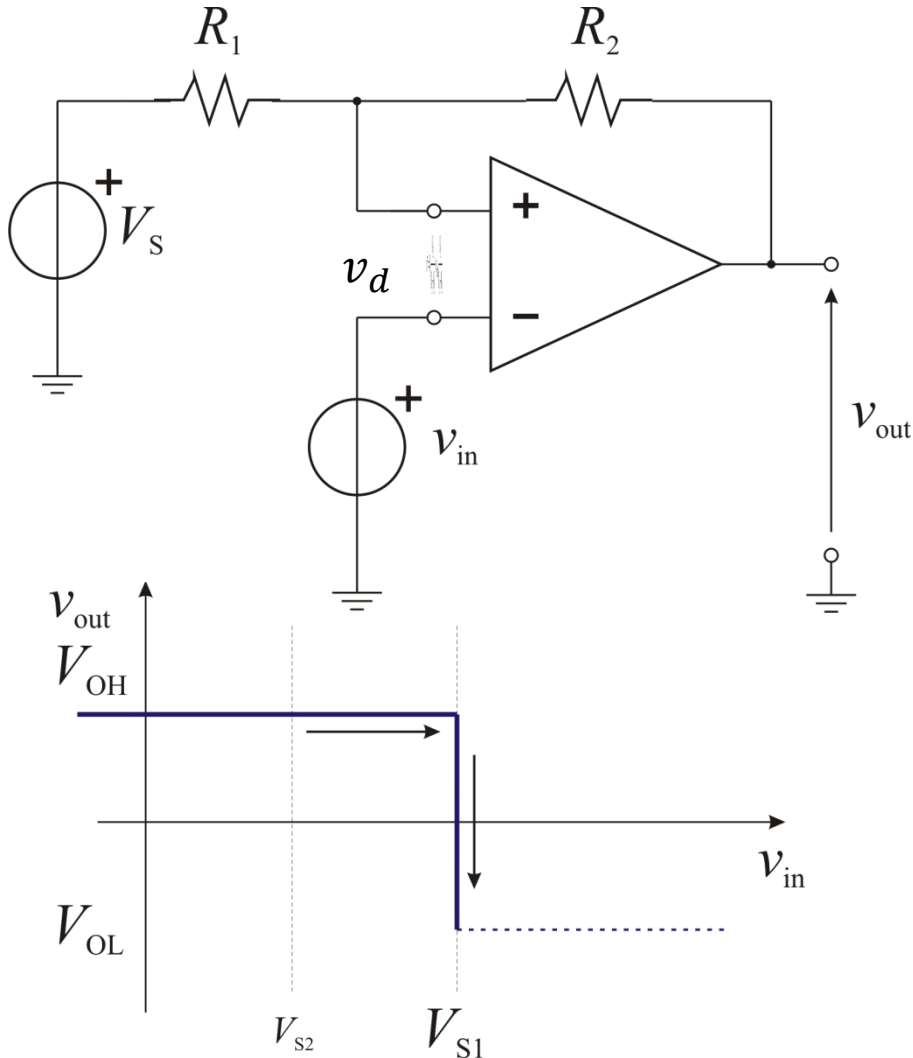 R1 R2
+
VS
+
vd
−
+
vin
vout
vout
VOH
vin
VOL
VS2 VS1